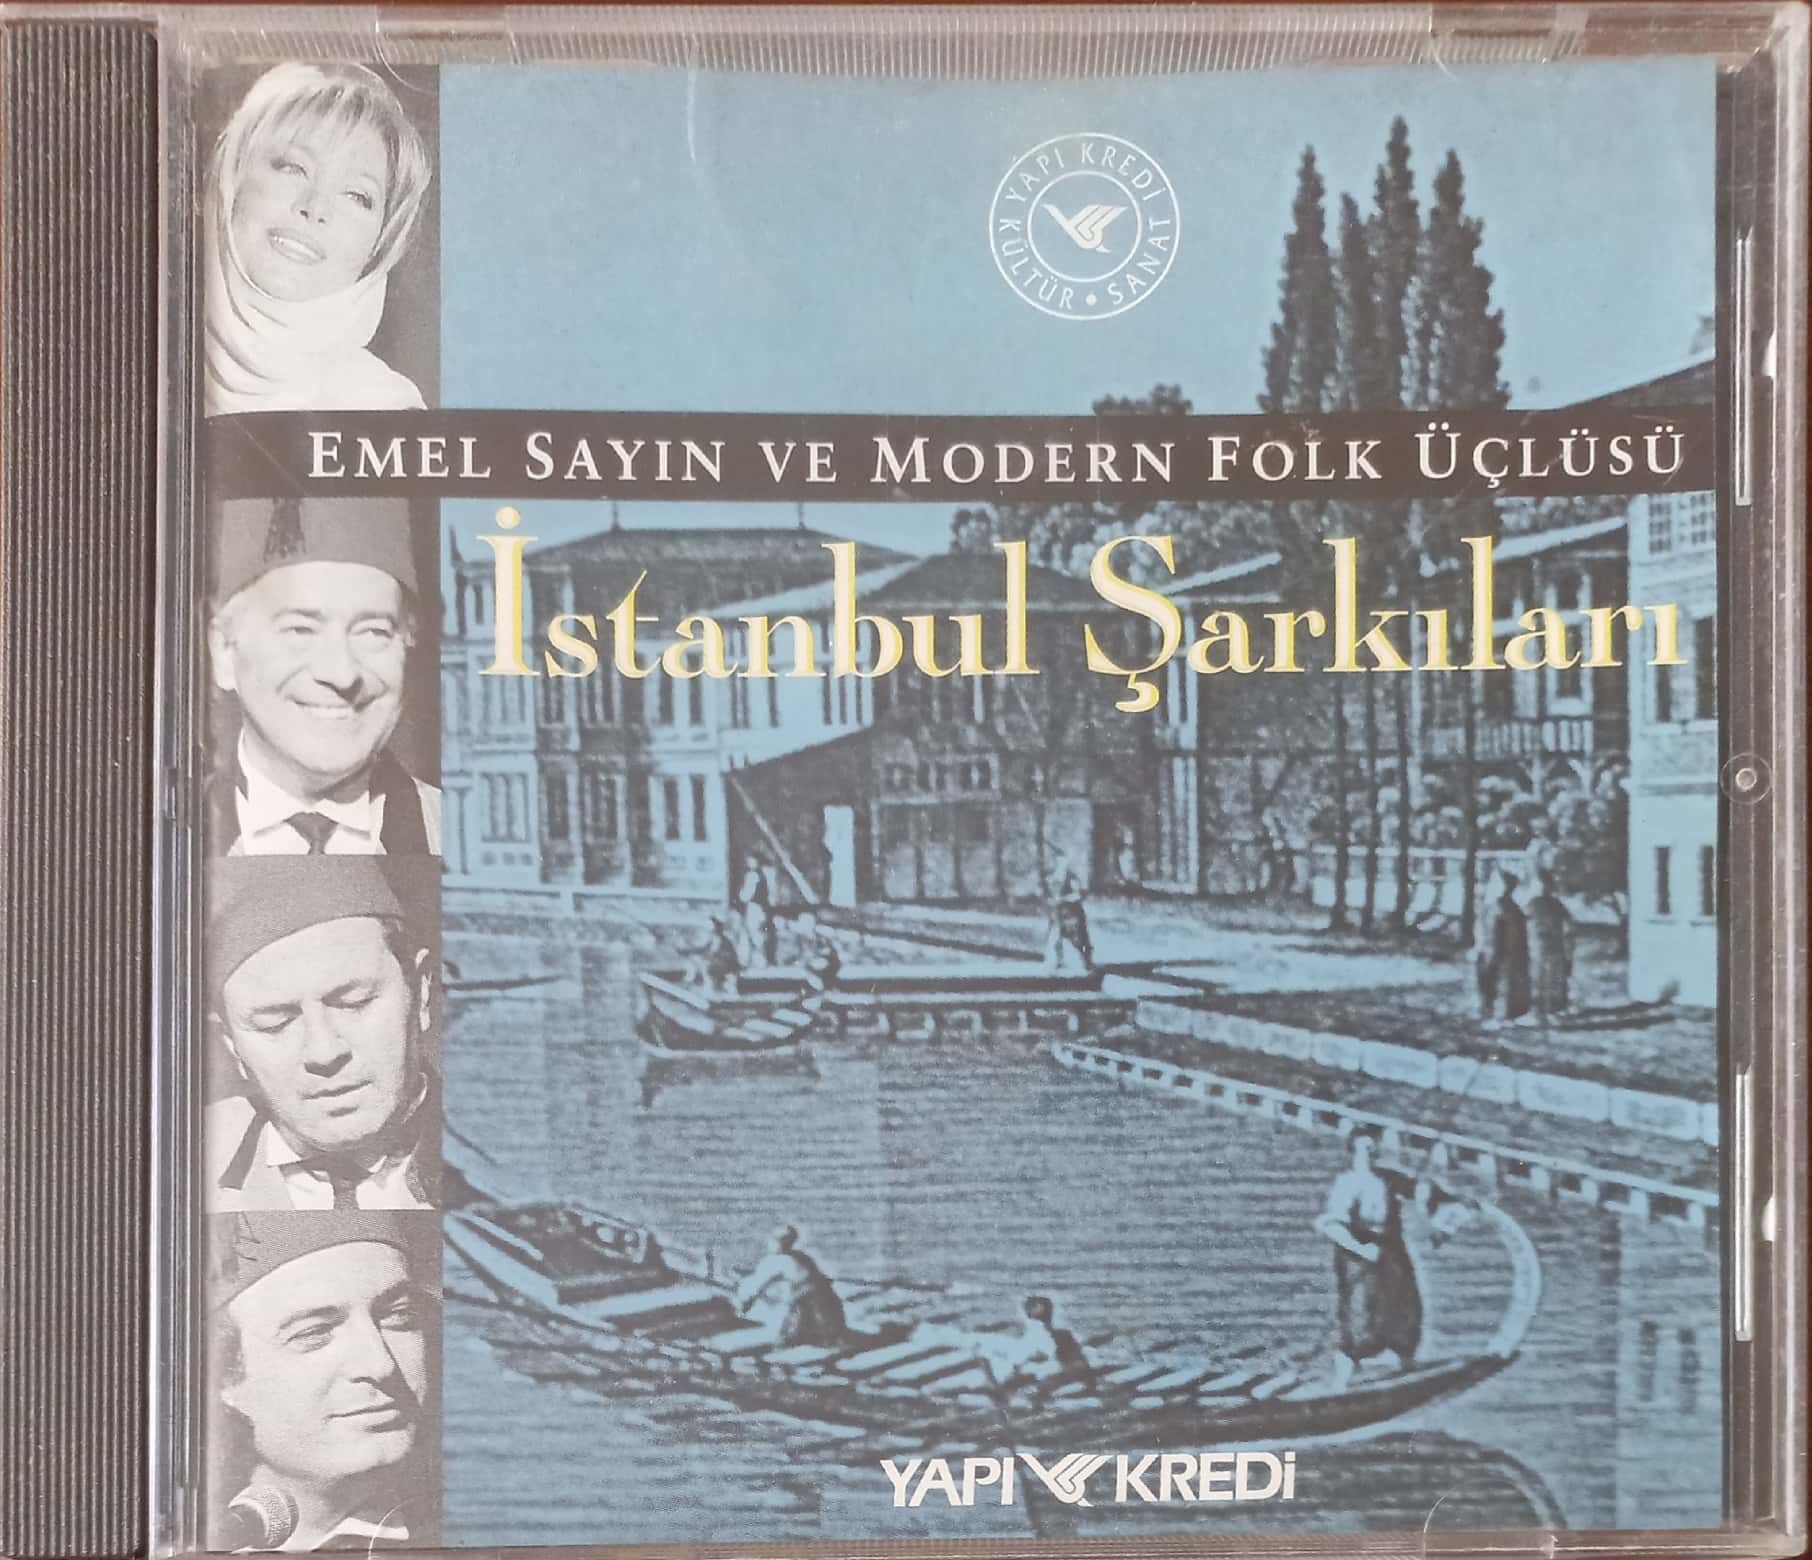 YAPI KREDİ
KÜLTÜR • SANAT
EMEL SAYIN VE MODERN FOLK ÜÇLÜSÜ
İstanbul Şarkıları
YAPI KREDİ